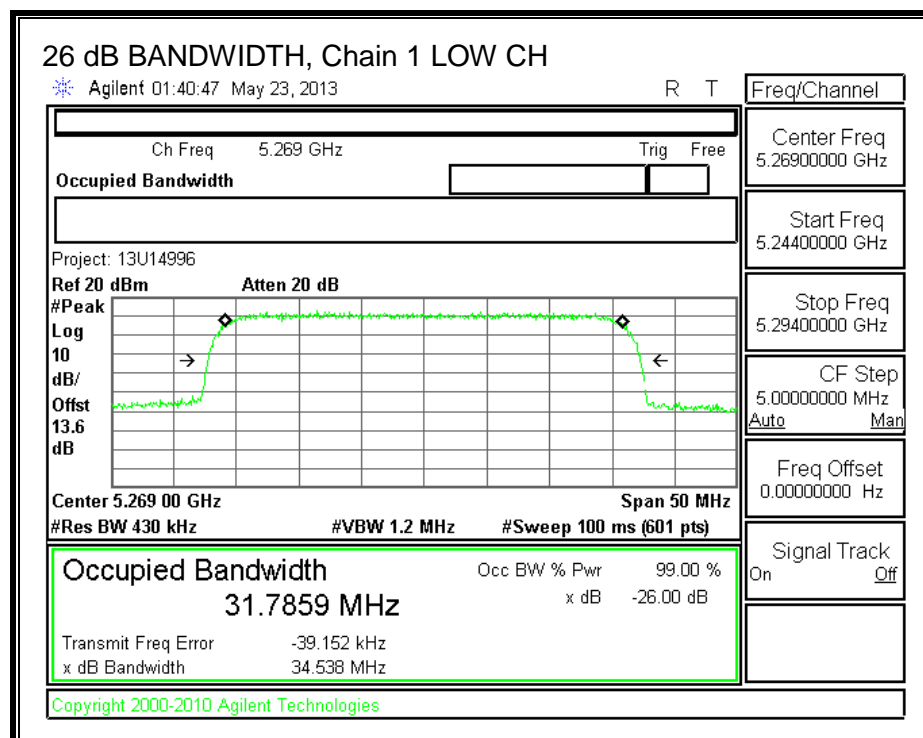 26 dB BANDWIDTH, Chain 1 LOW CH
Agilent 01:40:47 May 23, 2013 R T
Freq/Channel
Ch Freq 5.269 GHz Trig Free
Occupied Bandwidth
Center Freq
5.26900000 GHz
Start Freq
5.24400000 GHz
Stop Freq
5.29400000 GHz
CF Step
5.00000000 MHz
Auto Man
Freq Offset
0.00000000 Hz
Signal Track
On Off
Project: 13U14996
Ref 20 dBm Atten 20 dB
#Peak
Log
10
dB/
Offst
13.6
dB
Center 5.269 00 GHz Span 50 MHz
#Res BW 430 kHz #VBW 1.2 MHz #Sweep 100 ms (601 pts)
Occupied Bandwidth Occ BW % Pwr 99.00 %
31.7859 MHz x dB -26.00 dB
Transmit Freq Error -39.152 kHz
x dB Bandwidth 34.538 MHz
Copyright 2000-2010 Agilent Technologies